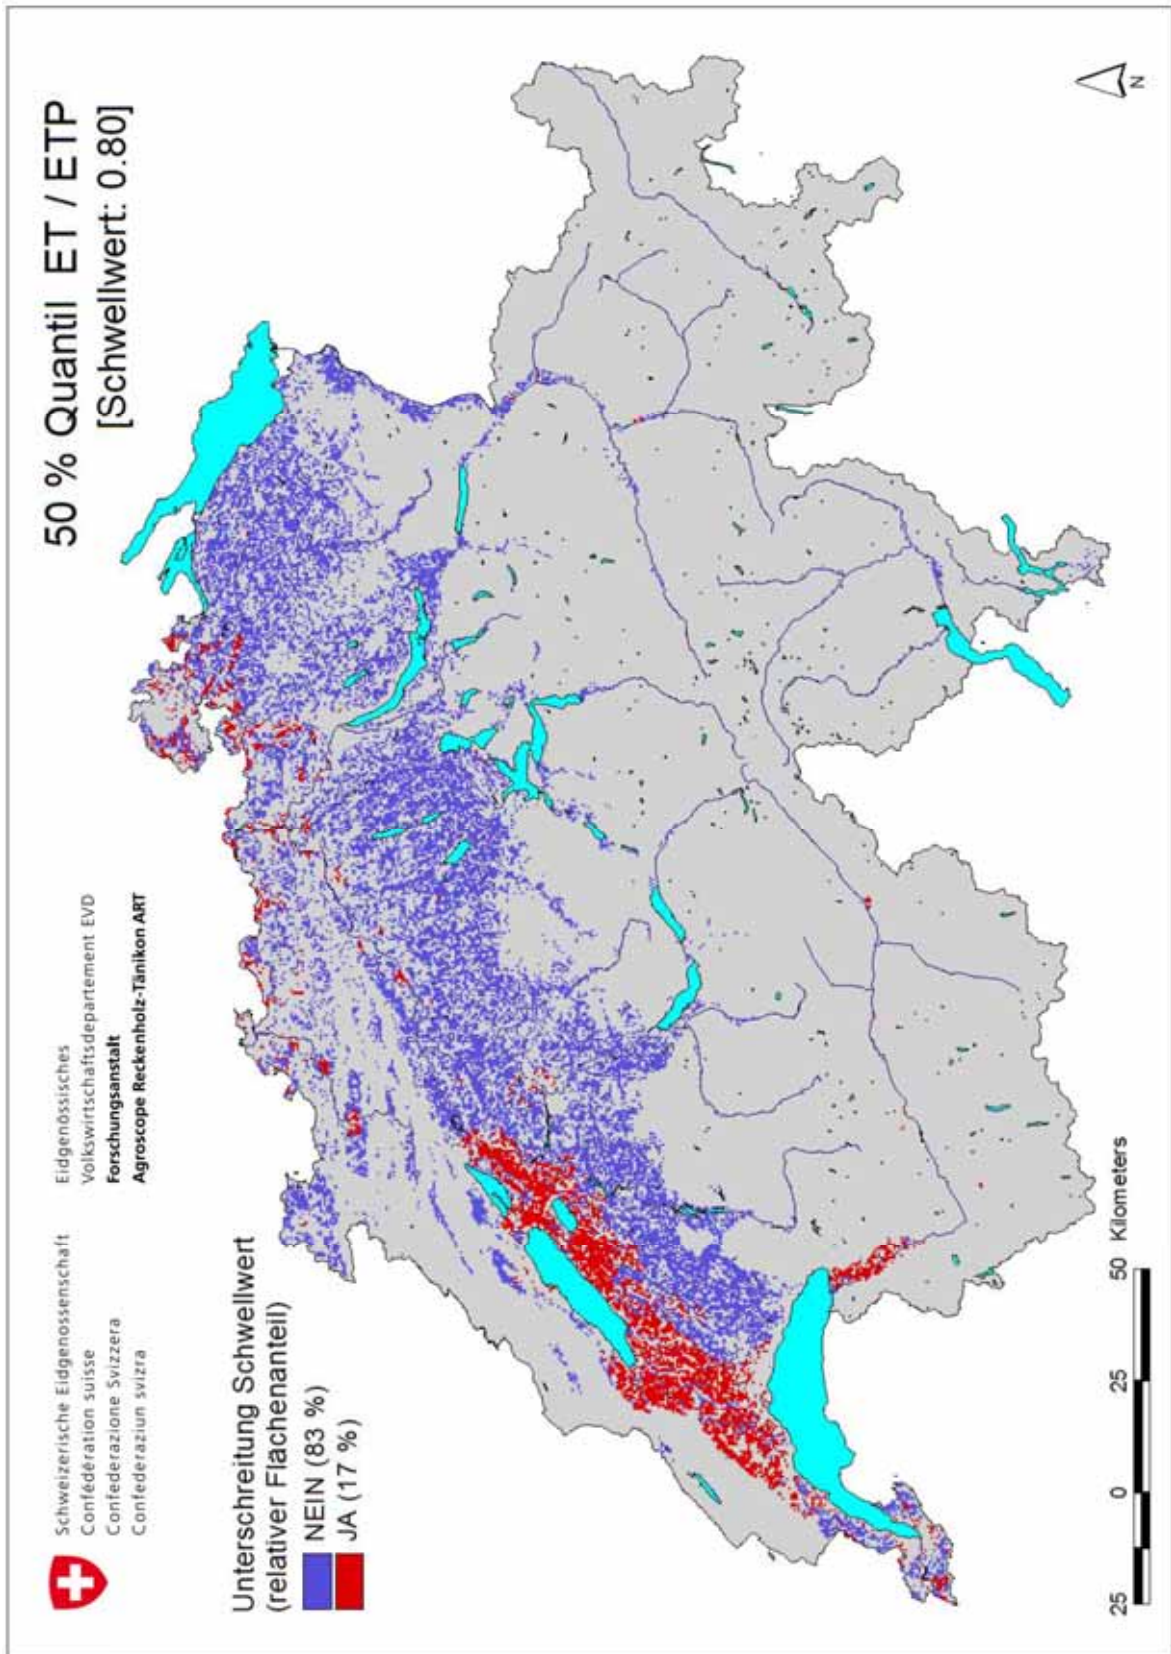 Schweizerische Eidgenossenschaft
Confédération suisse
Confederazione Svizzera
Confederaziun svizra
Eidgenössisches
Volkswirtschaftsdepartement EVD
Forschungsanstalt
Agroscope Reckenholz-Tänikon ART
50 % Quantil ET / ETP
[Schwellwert: 0.80]
Unterschreitung Schwellwert
(relativer Flächenanteil)
NEIN (83 %)
JA (17 %)
25 0 25 50 Kilometers
N